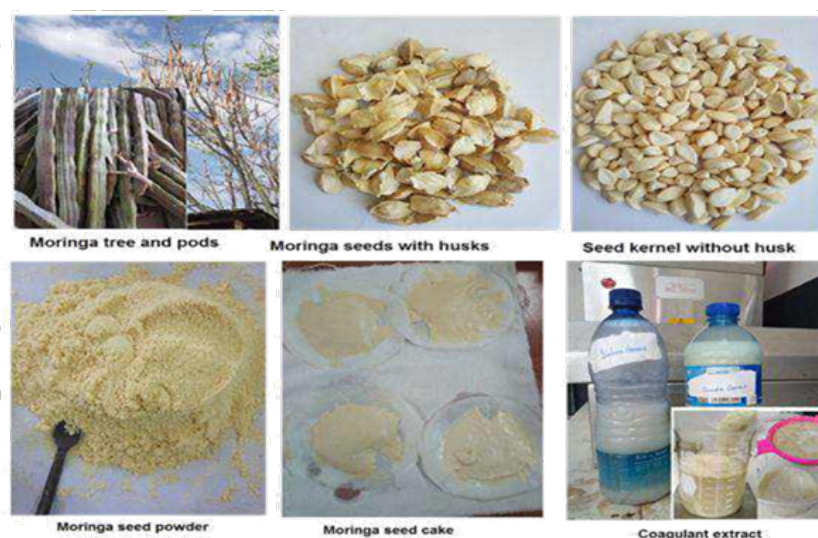 Moringa tree and pods
Moringa seeds with husks
Seed kernel without husk
Moringa seed powder
Moringa seed cake
Coagulant extract